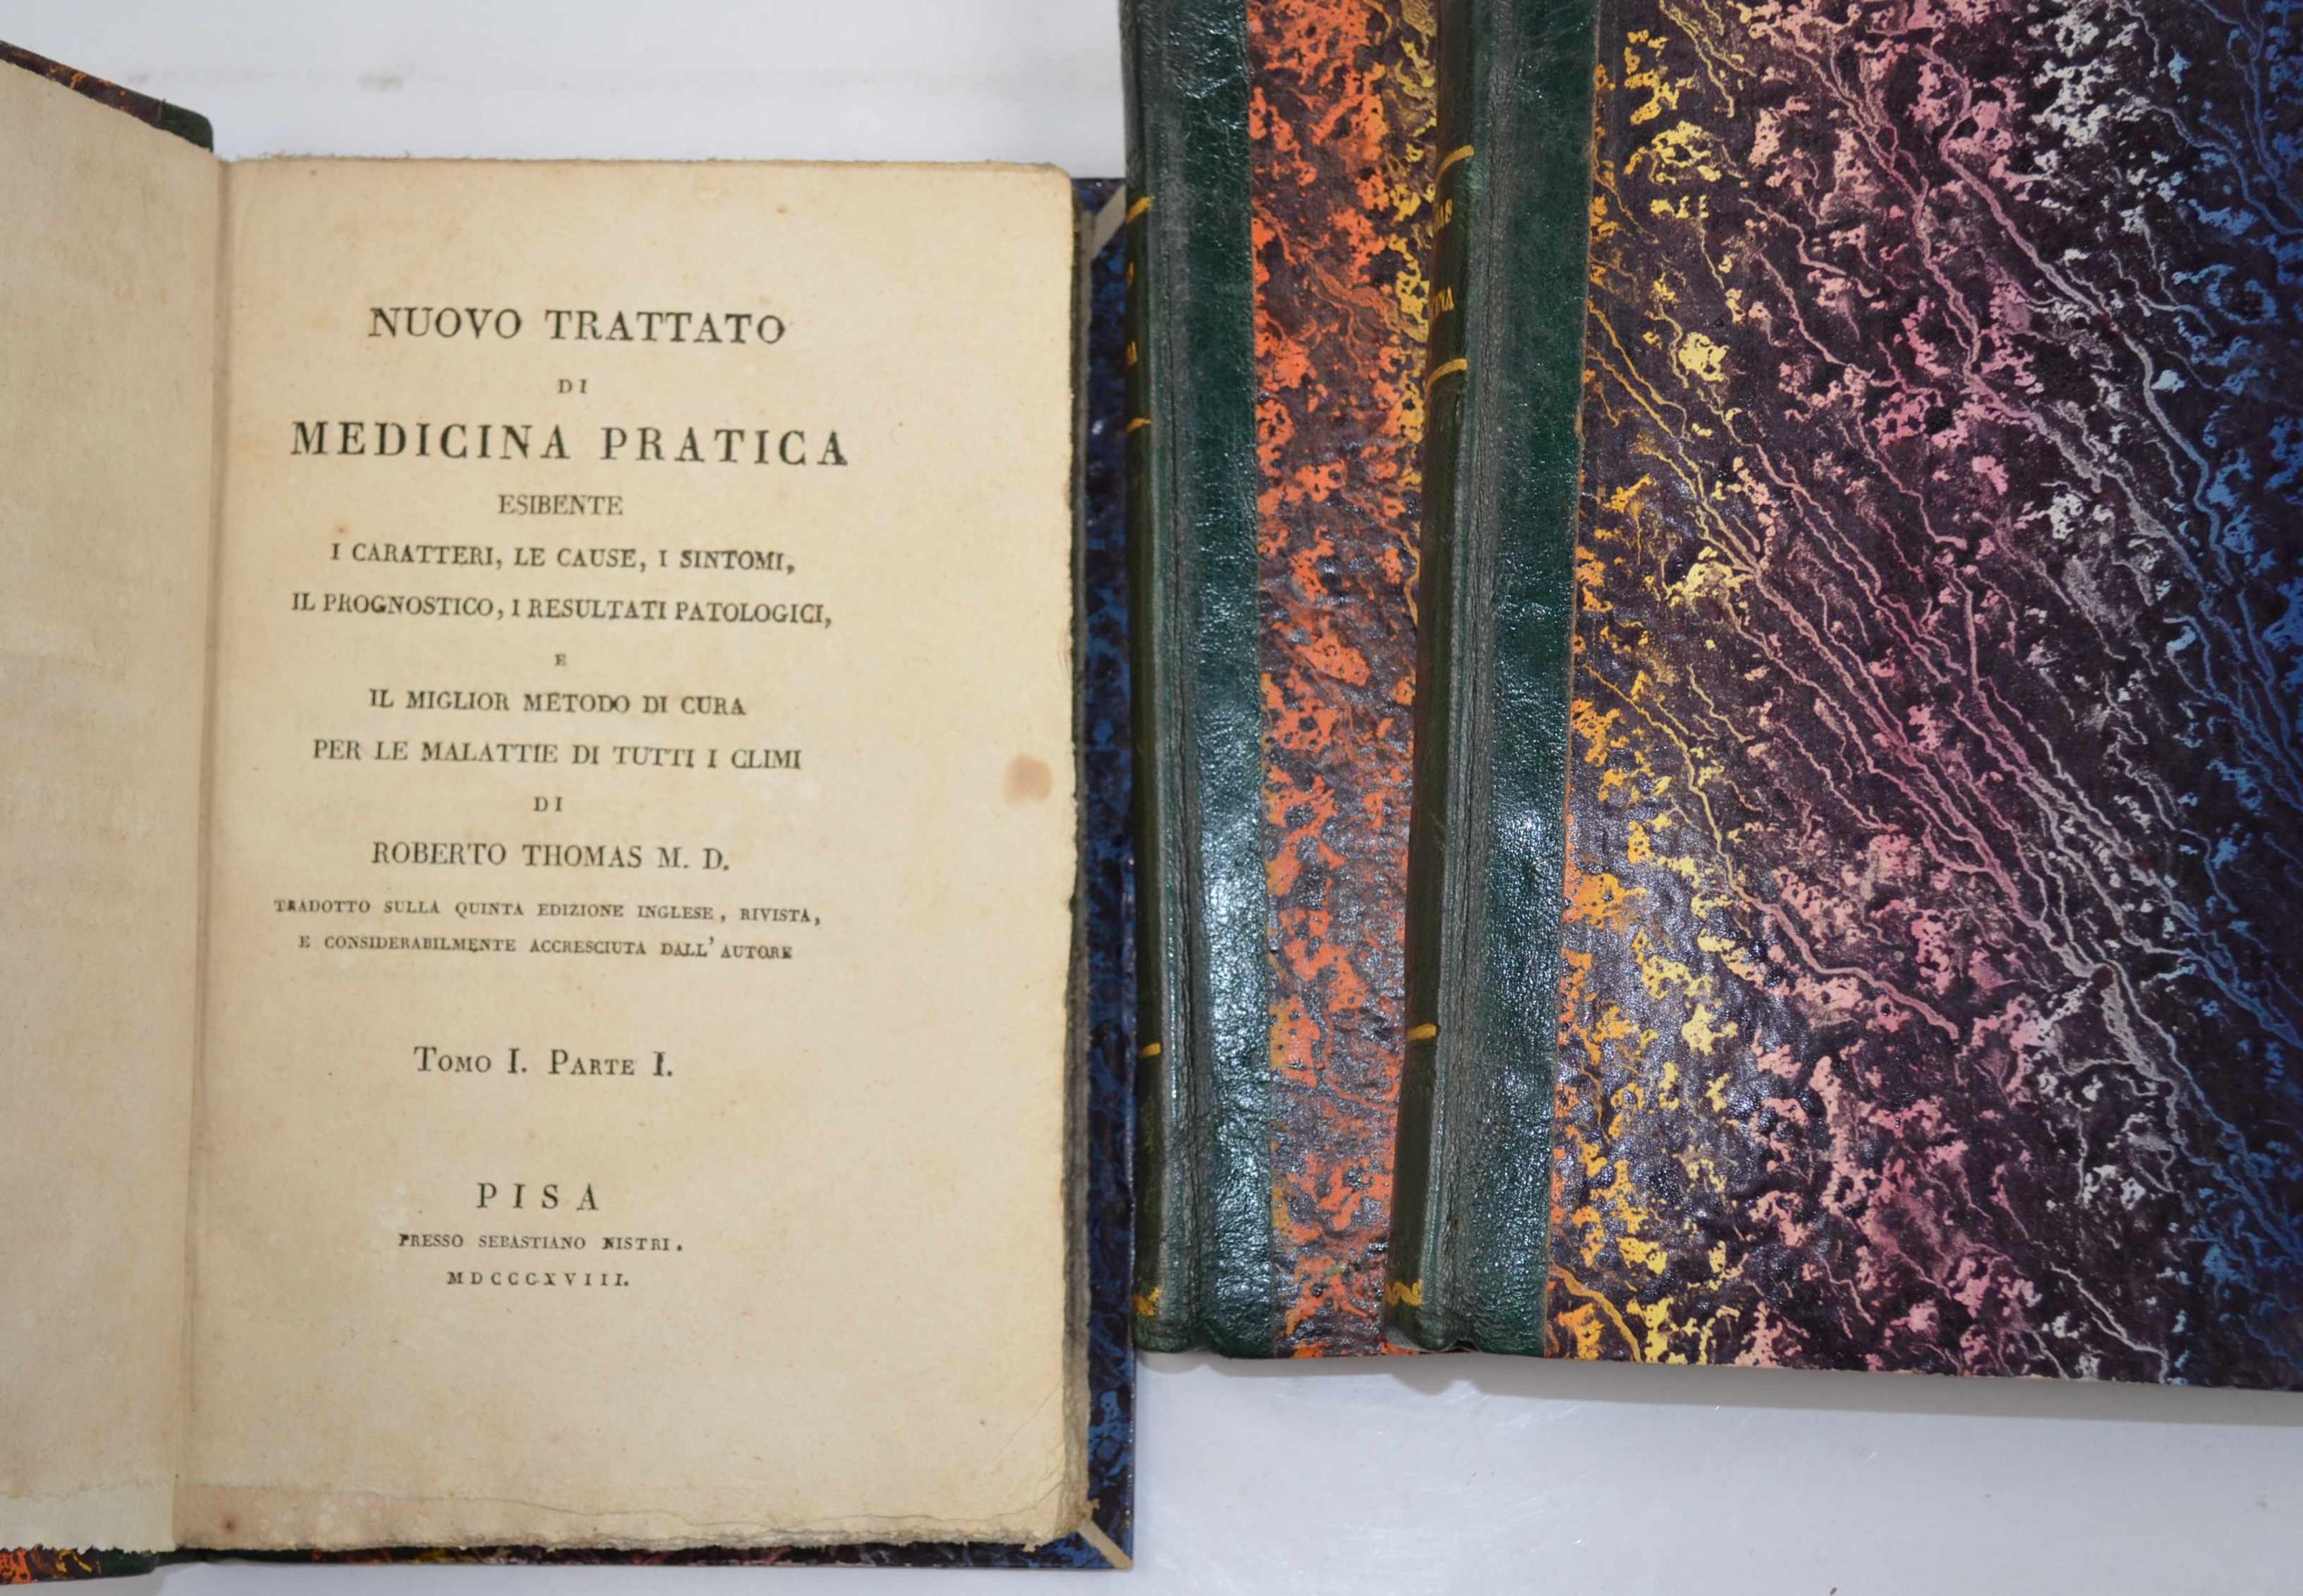 NUOVO TRATTATO
DI
MEDICINA PRATICA
ESIBENTE
I CARATTERI, LE CAUSE, I SINTOMI,
IL PROGNOSTICO, I RESULTATI PATOLOGICI,
E
IL MIGLIOR METODO DI CURA
PER LE MALATTIE DI TUTTI I CLIMI
DI
ROBERTO THOMAS M. D.
TRADOTTO SULLA QUINTA EDIZIONE INGLESE, RIVISTA,
E CONSIDERABILMENTE ACCRESCIUTA DALL' AUTORE
TOMO I. PARTE I.
PISA
PRESSO SEBASTIANO NISTRI.
MDCCCXVIII.